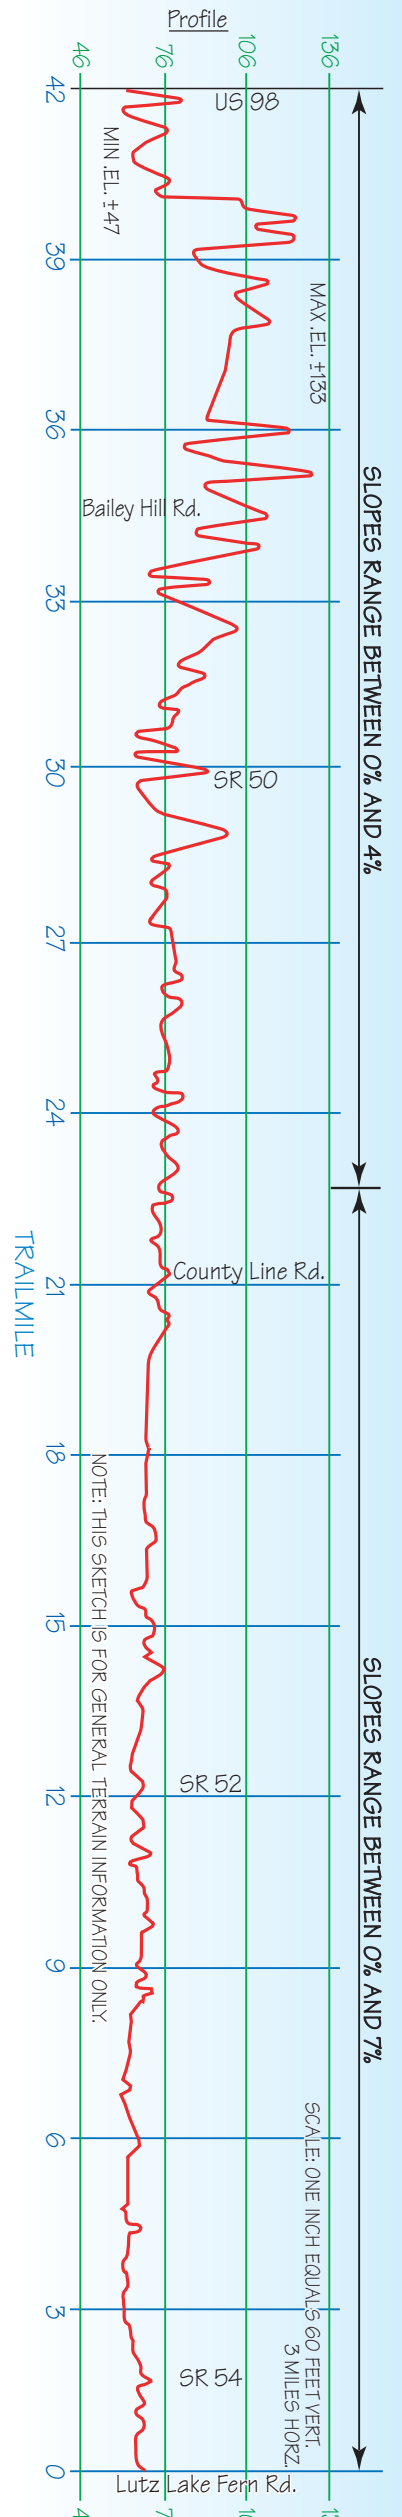 Profile
46
76
106
136
42
US 98
MIN .EL. ±47
39
MAX .EL. ±133
36
SLOPES RANGE BETWEEN 0% AND 4%
Bailey Hill Rd.
33
30
SR 50
27
24
TRAILMILE
21
County Line Rd.
18
NOTE: THIS SKETCH IS FOR GENERAL TERRAIN INFORMATION ONLY.
15
SLOPES RANGE BETWEEN 0% AND 7%
12
SR 52
9
6
SCALE: ONE INCH EQUALS 60 FEET VERT.
3 MILES HORZ.
3
SR 54
0
Lutz Lake Fern Rd.